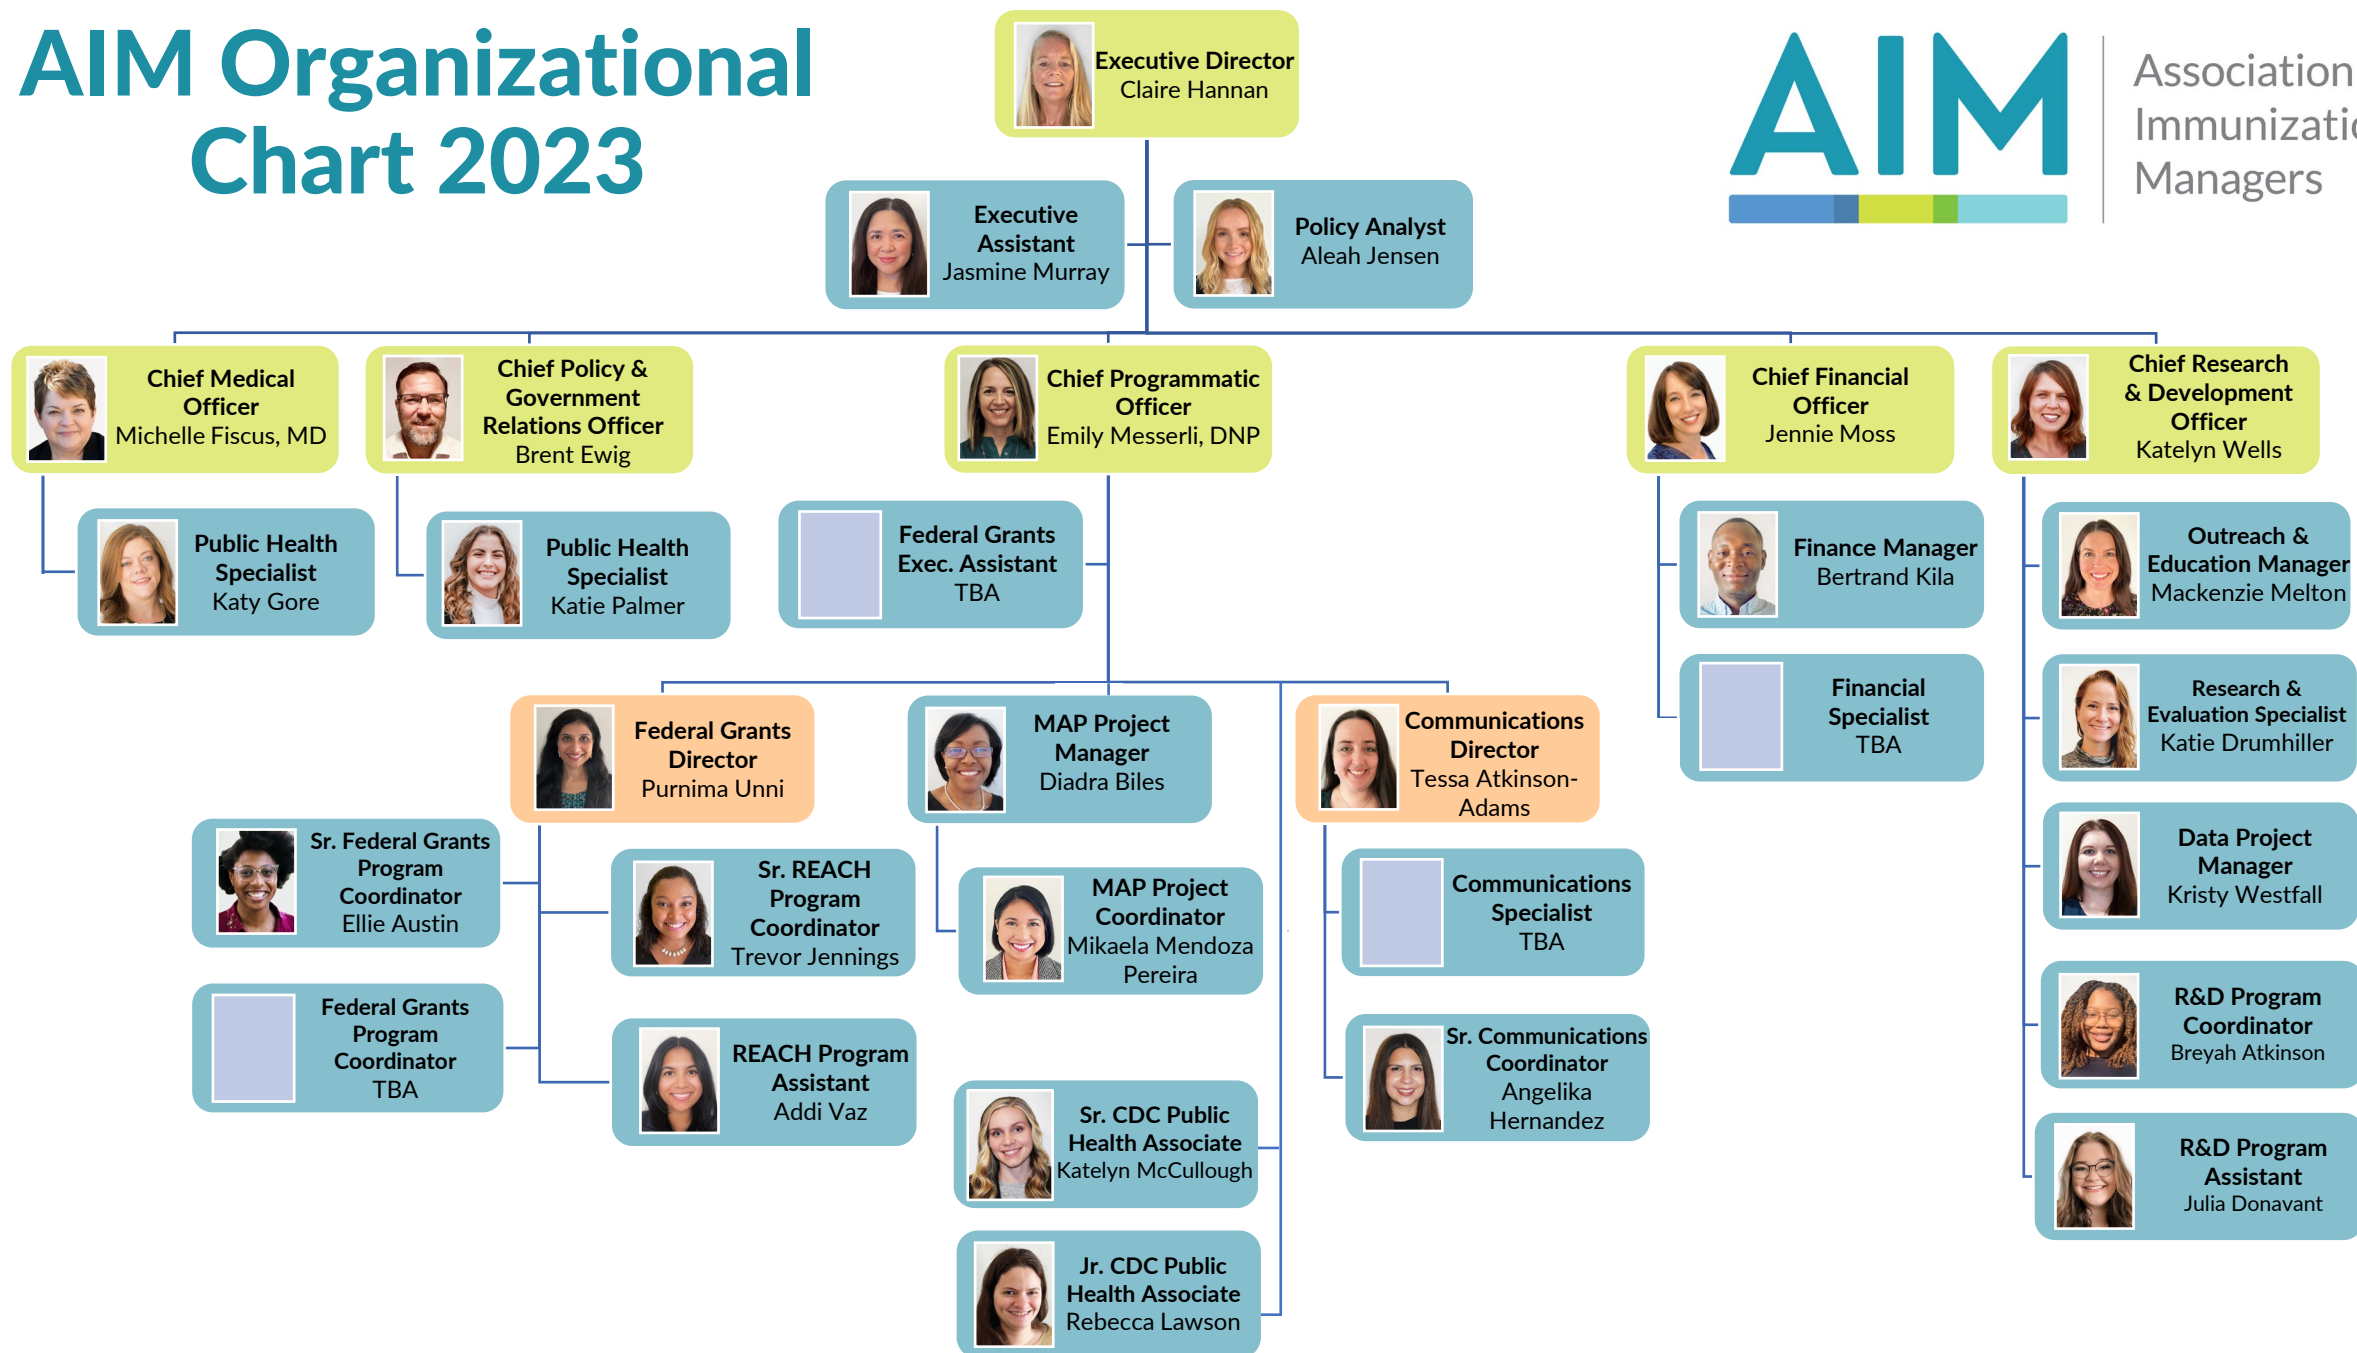 AIM Organizational
Chart 2023
Executive Director
Claire Hannan
AIM
Association
Immunizatio
Managers
Executive
Assistant
Jasmine Murray
Policy Analyst
Aleah Jensen
Chief Medical
Officer
Michelle Fiscus, MD
Chief Policy &
Government
Relations Officer
Brent Ewig
Chief Programmatic
Officer
Emily Messerli, DNP
Chief Financial
Officer
Jennie Moss
Chief Research
& Development
Officer
Katelyn Wells
Public Health
Specialist
Katy Gore
Public Health
Specialist
Katie Palmer
Federal Grants
Exec. Assistant
TBA
Finance Manager
Bertrand Kila
Outreach &
Education Manager
Mackenzie Melton
Financial
Specialist
TBA
Research &
Evaluation Specialist
Katie Drumhiller
Federal Grants
Director
Purnima Unni
MAP Project
Manager
Diadra Biles
Communications
Director
Tessa Atkinson-
Adams
Sr. Federal Grants
Program
Coordinator
Ellie Austin
Sr. REACH
Program
Coordinator
Trevor Jennings
MAP Project
Coordinator
Mikaela Mendoza
Pereira
Communications
Specialist
TBA
Data Project
Manager
Kristy Westfall
Federal Grants
Program
Coordinator
TBA
REACH Program
Assistant
Addi Vaz
Sr. Communications
Coordinator
Angelika
Hernandez
R&D Program
Coordinator
Breyah Atkinson
Sr. CDC Public
Health Associate
Katelyn McCullough
R&D Program
Assistant
Julia Donavant
Jr. CDC Public
Health Associate
Rebecca Lawson